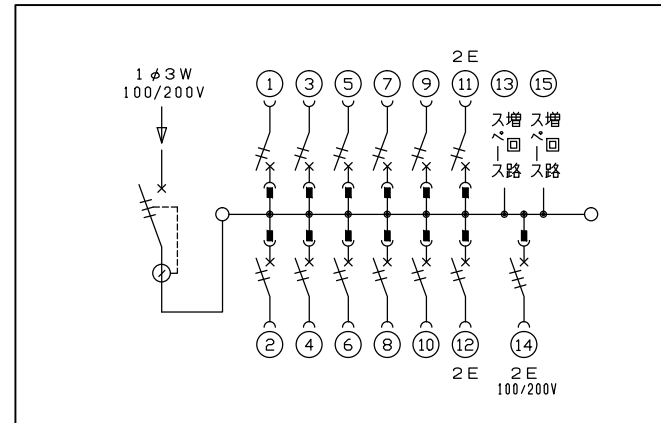 1φ3W
100/200V
2E
① ③ ⑤ ⑦ ⑨ ⑪ ⑬ ⑮
増回路
スペース
増回路
スペース
② ④ ⑥ ⑧ ⑩ ⑫ ⑭
2E
2E
100/200V